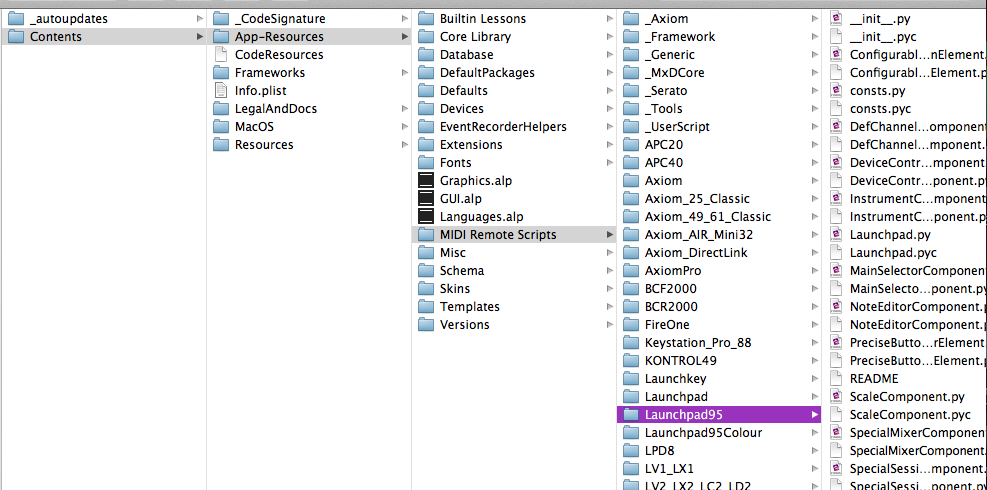 _autoupdates
Contents
_CodeSignature
App-Resources
CodeResources
Frameworks
Info.plist
LegalAndDocs
MacOS
Resources
Builtin Lessons
Core Library
Database
DefaultPackages
Defaults
Devices
EventRecorderHelpers
Extensions
Fonts
Graphics.alp
GUI.alp
Languages.alp
MIDI Remote Scripts
Misc
Schema
Skins
Templates
Versions
_Axiom
_Framework
_Generic
_MxDCore
_Serato
_Tools
_UserScript
APC20
APC40
Axiom
Axiom_25_Classic
Axiom_49_61_Classic
Axiom_AIR_Mini32
Axiom_DirectLink
AxiomPro
BCF2000
BCR2000
FireOne
Keystation_Pro_88
KONTROL49
Launchkey
Launchpad
Launchpad95
Launchpad95Colour
LPD8
LV1_LX1
LV2_LX2_LC2_LD2
__init__.py
__init__.pyc
Configurabl...nElement.py
Configurabl...Element.p
consts.py
consts.pyc
DefChannel...omponent
DefChannel...mponent.p
DeviceContr...mponent.
DeviceContr...ponent.p
InstrumentC...mponent.
InstrumentC...ponent.p
Launchpad.py
Launchpad.pyc
MainSelectorComponent
MainSelecto...ponent.py
NoteEditorComponent.py
NoteEditorComponent.py
PreciseButto...rElement.
PreciseButto...Element.p
README
ScaleComponent.py
ScaleComponent.pyc
SpecialMixerComponent
SpecialMixerComponent.
SpecialSessi...mponent.
SpecialSessi...ponent.p